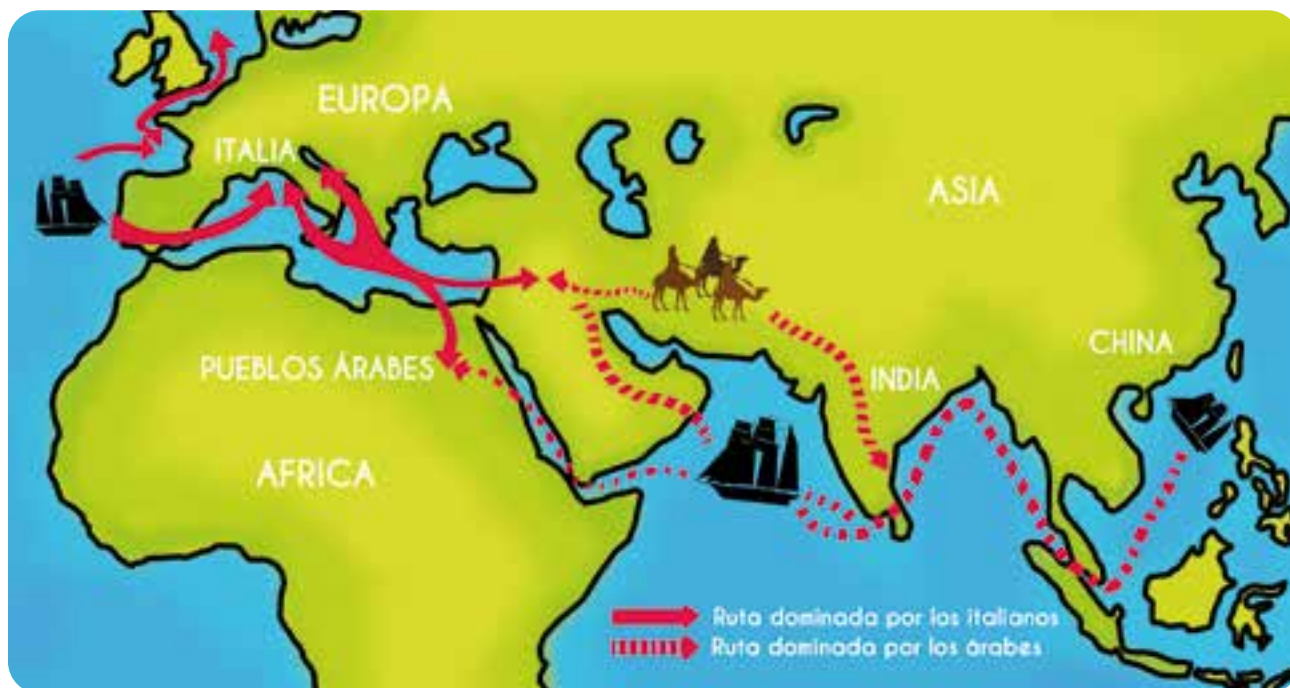 EUROPA
ITALIA
ASIA
CHINA
PUEBLOS ÁRABES
INDIA
AFRICA
Ruta dominada por los italianos
Ruta dominada por los árabes